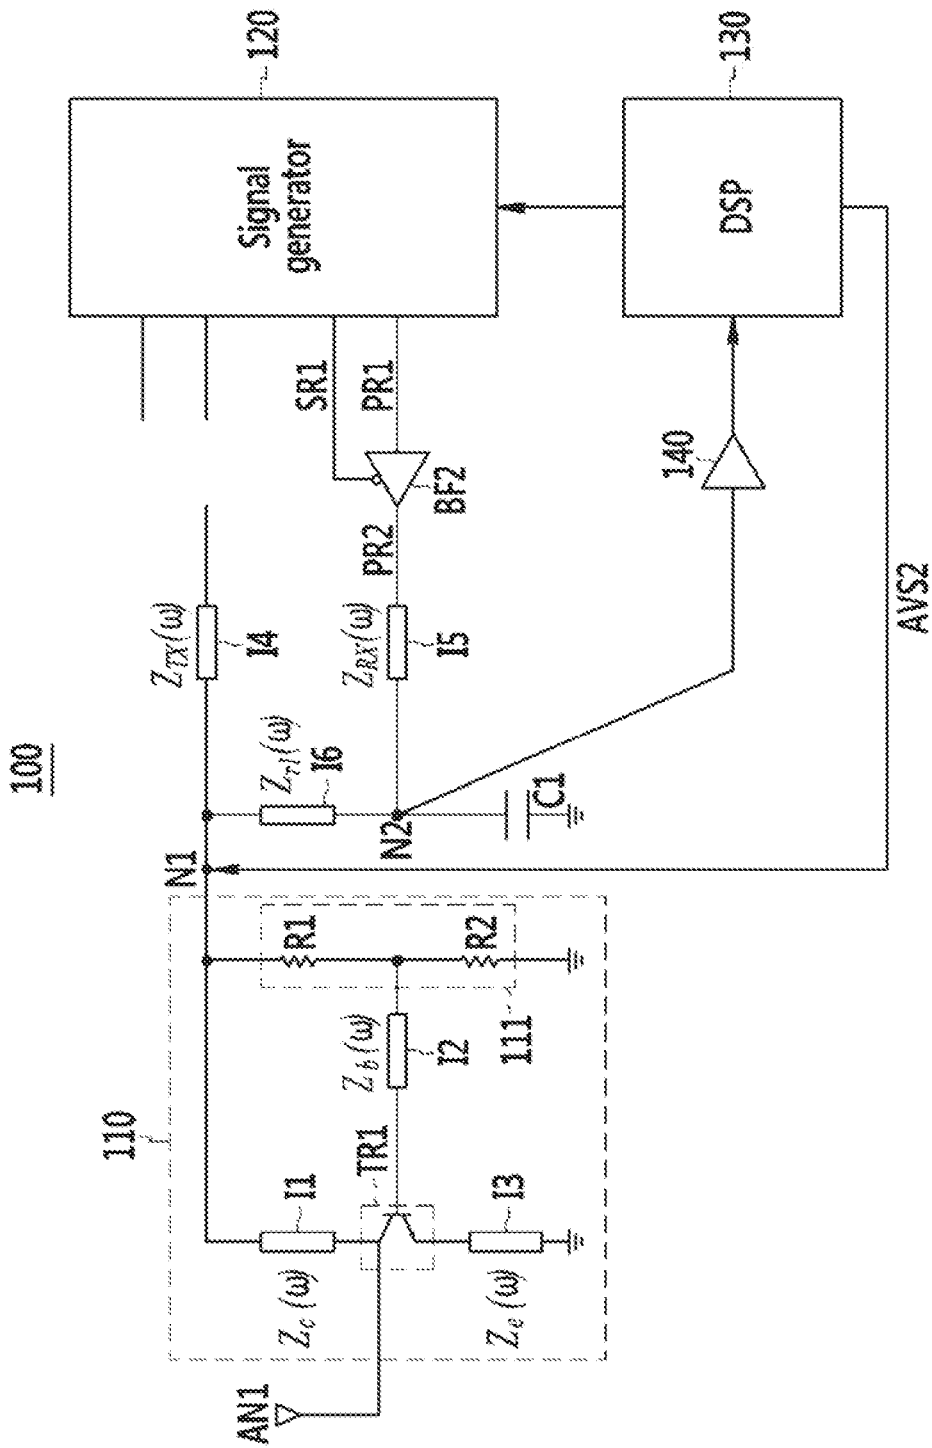 100
110
AN1
Z_c(ω)
I1
TR1
Z_e(ω)
I3
Z_b(ω)
I2
111
R1
R2
N1
N2
C1
Z_r1(ω)
I6
Z_TX(ω)
I4
Z_RX(ω)
I5
PR2
BF2
SR1
PR1
Signal
generator
120
140
DSP
130
AVS2